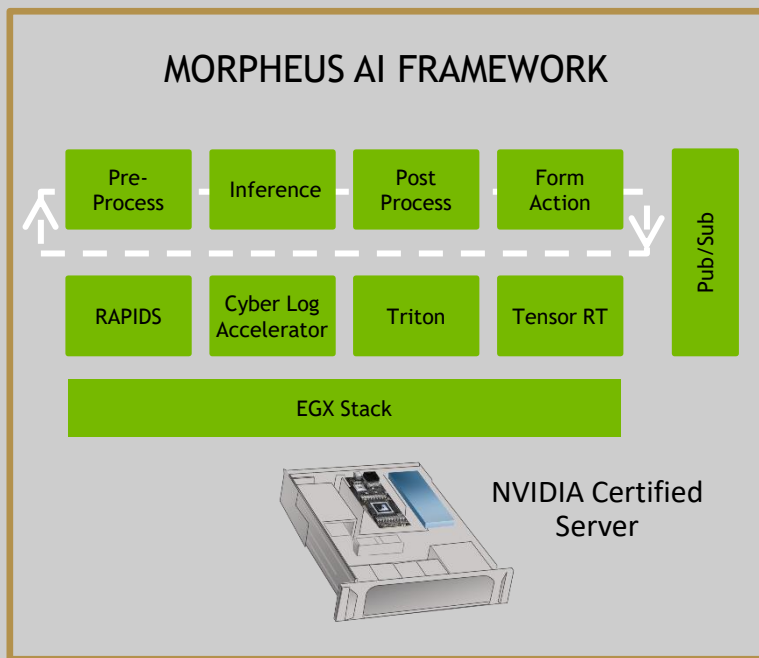 MORPHEUS AI FRAMEWORK
Pre-
Process
Inference
Post
Process
Form
Action
Pub/Sub
RAPIDS
Cyber Log
Accelerator
Triton
Tensor RT
EGX Stack
NVIDIA Certified
Server